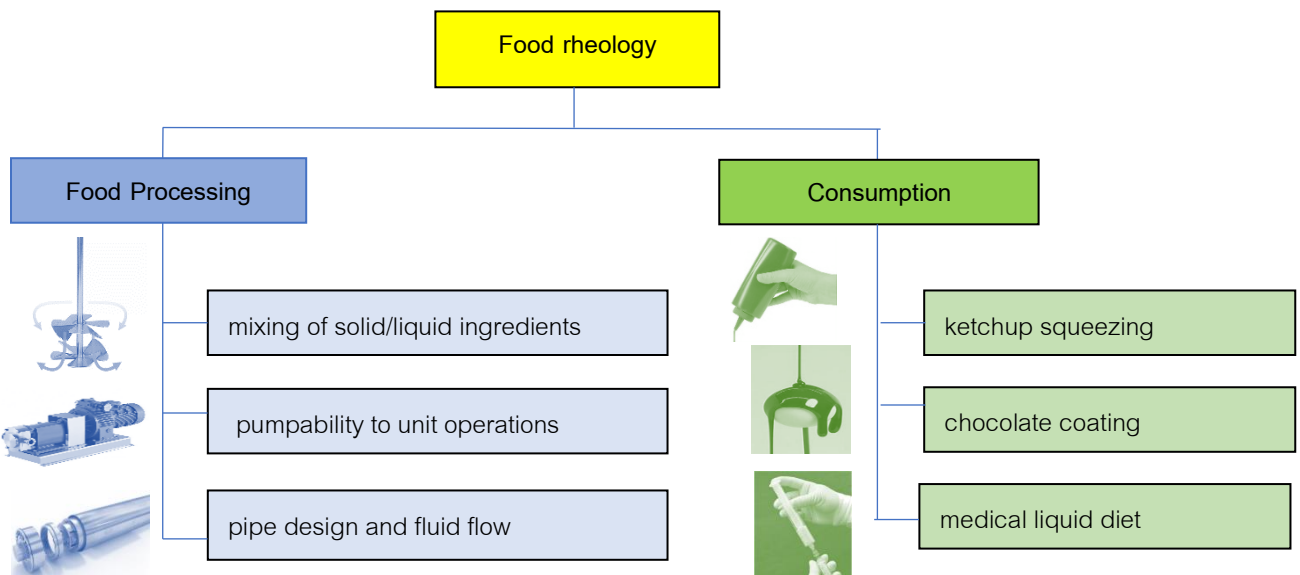 Food rheology
Food Processing
Consumption
mixing of solid/liquid ingredients
pumpability to unit operations
pipe design and fluid flow
ketchup squeezing
chocolate coating
medical liquid diet